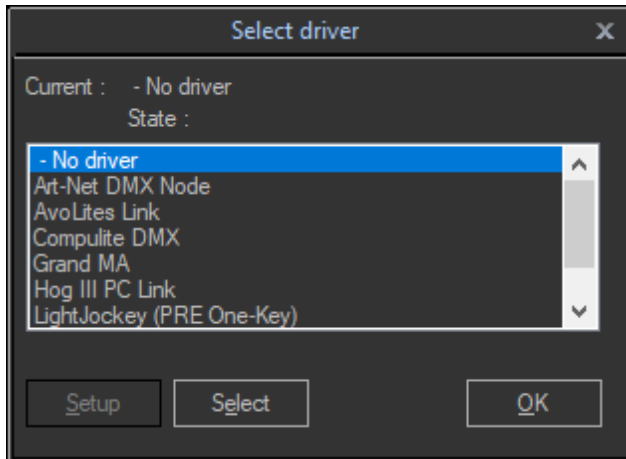 Select driver x
Current : - No driver
State :
- No driver
Art-Net DMX Node
AvoLites Link
Compulite DMX
Grand MA
Hog III PC Link
LightJockey (PRE One-Key)
Setup Select OK